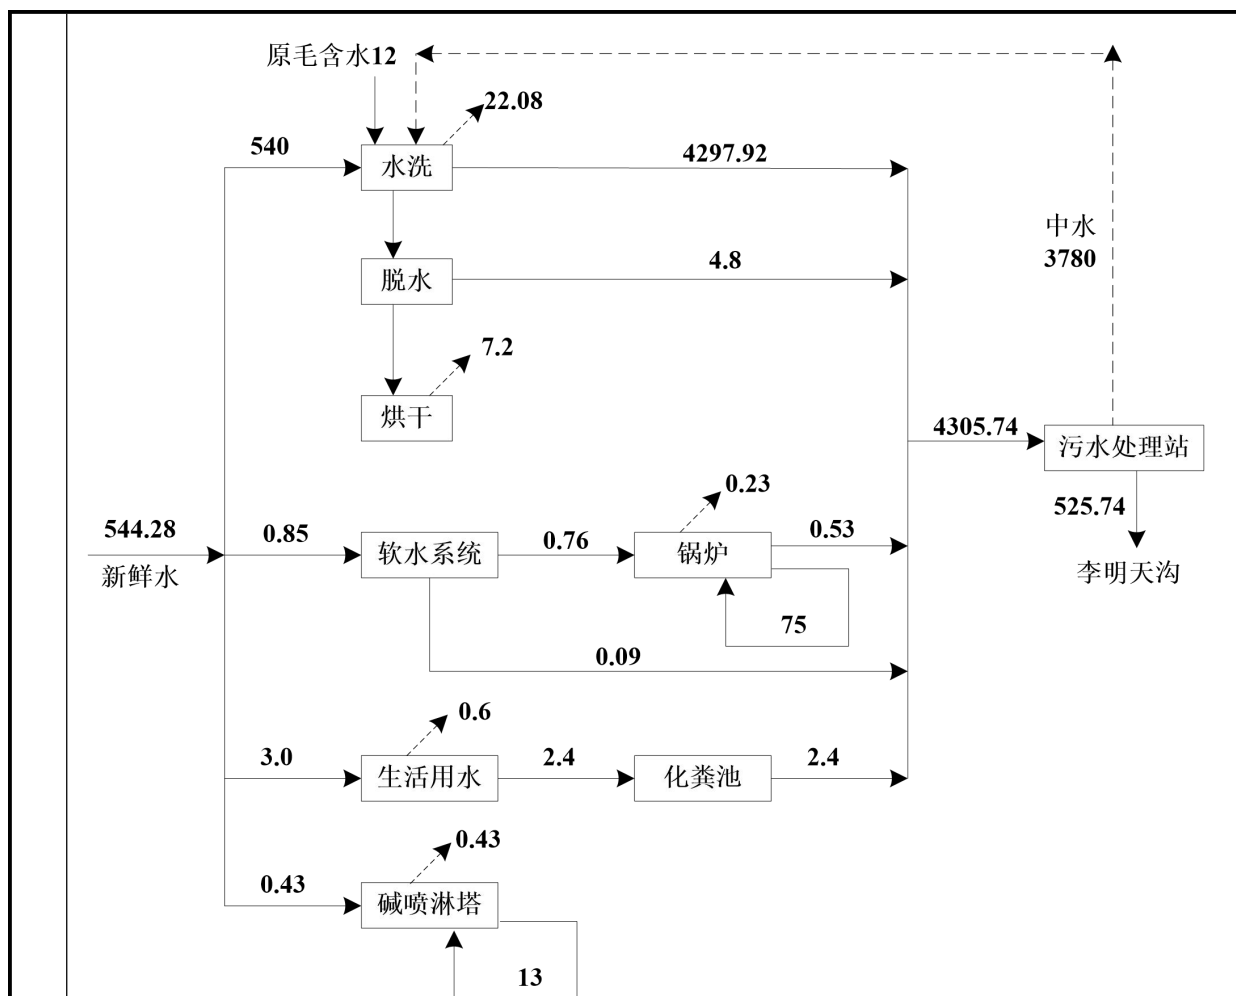 原毛含水12
22.08
540
水洗
4297.92
中水
3780
脱水
4.8
7.2
烘干
4305.74
污水处理站
525.74
李明天沟
544.28
新鲜水
0.85
软水系统
0.76
0.23
锅炉
0.53
75
0.09
0.6
3.0
生活用水
2.4
化粪池
2.4
0.43
0.43
碱喷淋塔
13